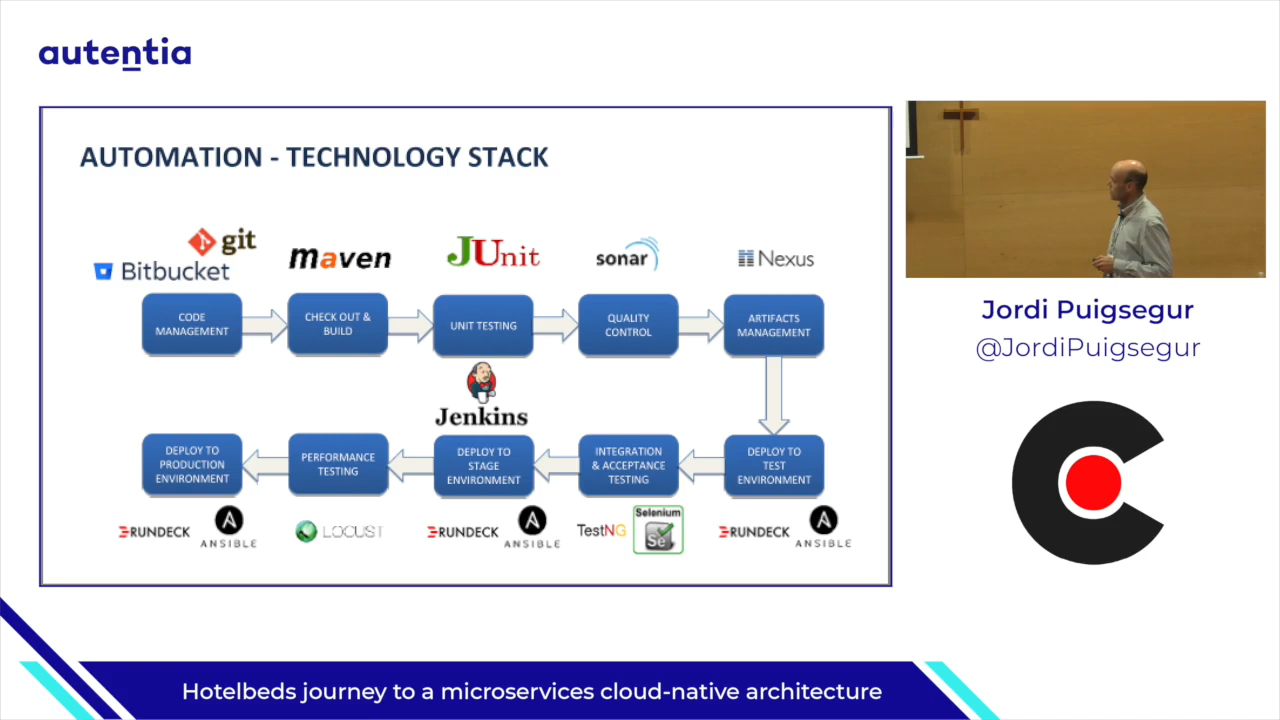 autentia
AUTOMATION - TECHNOLOGY STACK
git
Bitbucket
maven
JUnit
sonar
Nexus
CODE
MANAGEMENT
CHECK OUT &
BUILD
UNIT TESTING
QUALITY
CONTROL
ARTIFACTS
MANAGEMENT
Jenkins
DEPLOY TO
PRODUCTION
ENVIRONMENT
PERFORMANCE
TESTING
DEPLOY TO
STAGE
ENVIRONMENT
INTEGRATION
& ACCEPTANCE
TESTING
DEPLOY TO
TEST
ENVIRONMENT
RUNDECK
ANSIBLE
LOCUST
RUNDECK
ANSIBLE
TestNG
Selenium
Se
RUNDECK
ANSIBLE
Jordi Puigsegur
@JordiPuigsegur
Hotelbeds journey to a microservices cloud-native architecture